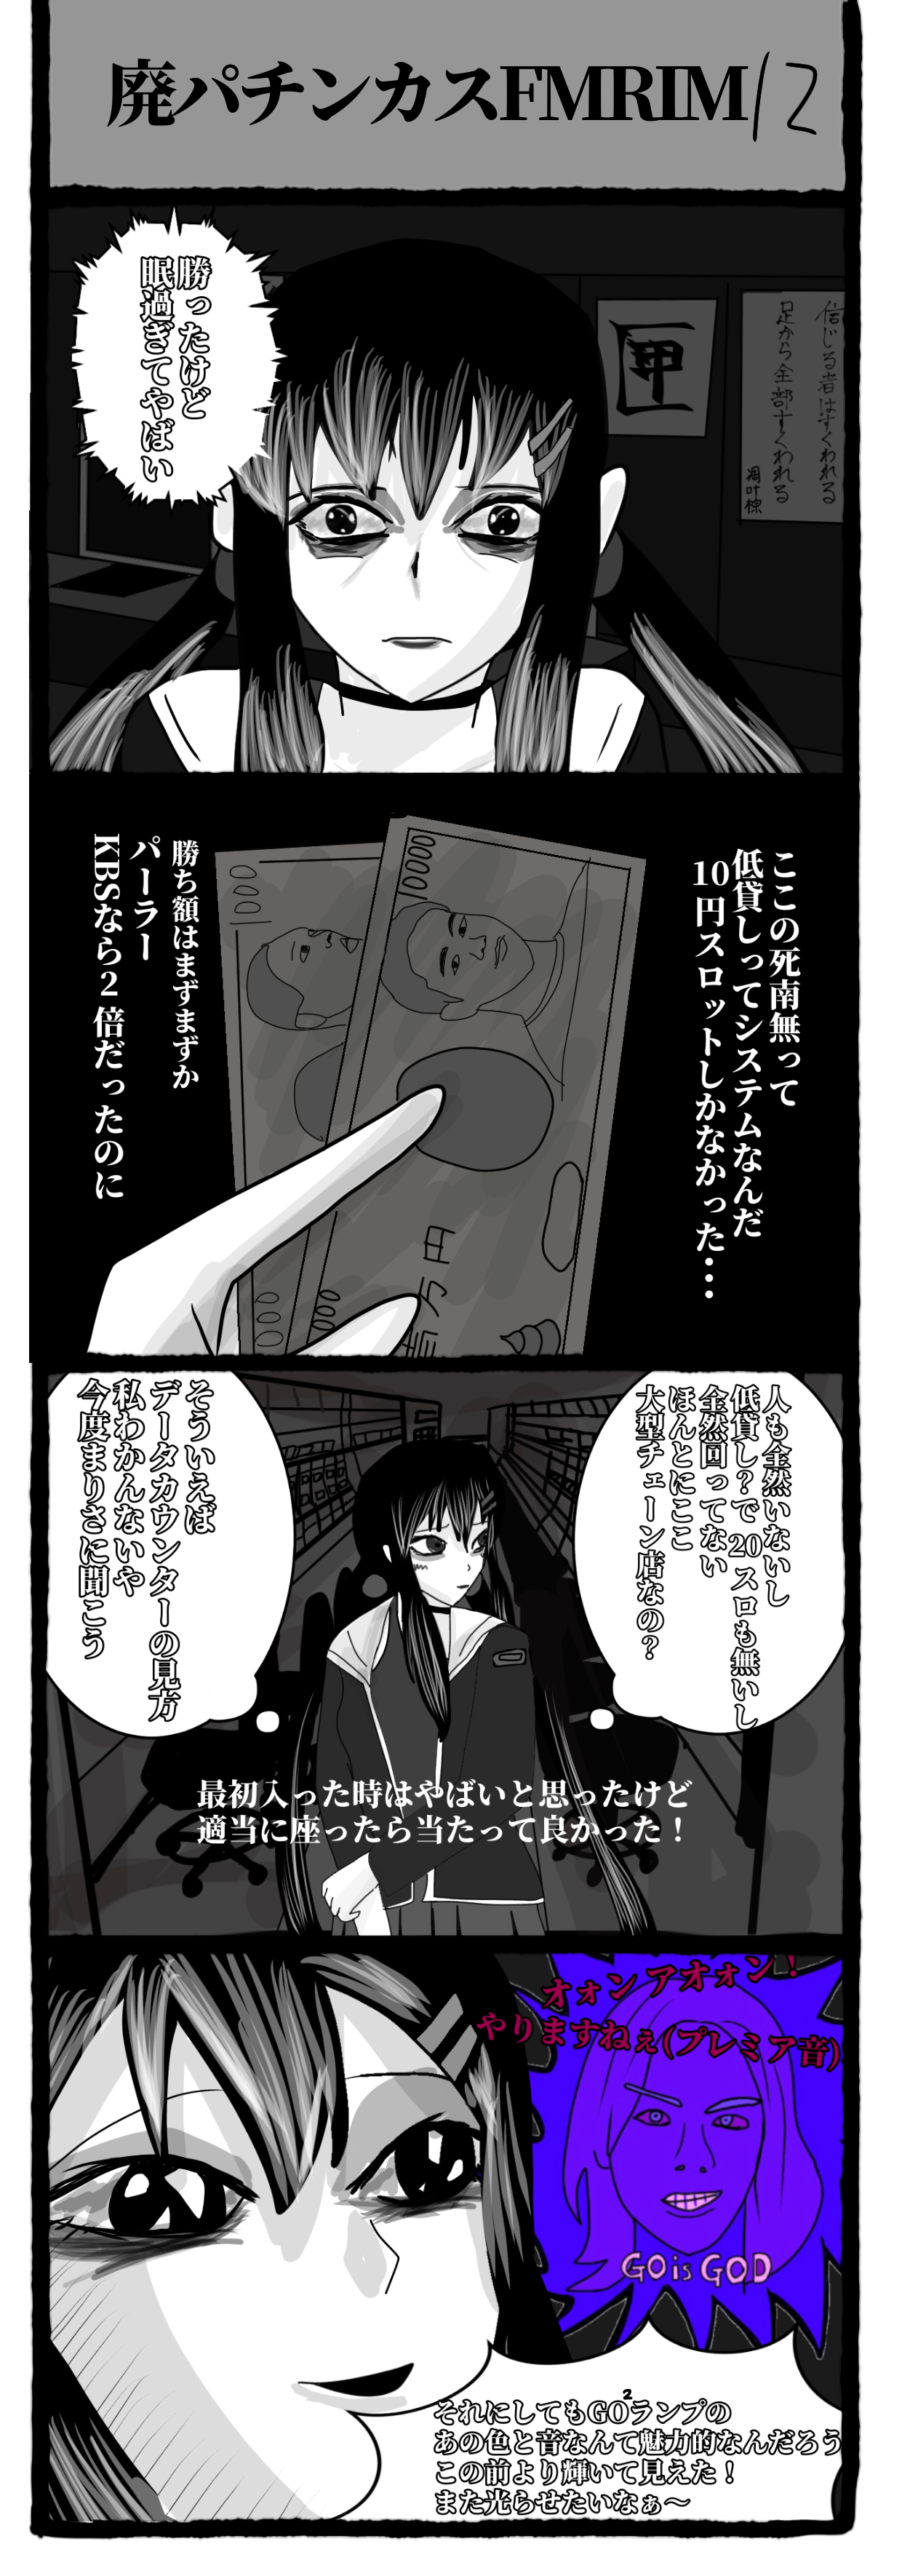 廃パチンカスFMRIM12
勝ったけど
眠過ぎてやばい
匣
信じる者はすくわれる
足から全部すくわれる
凋叶棕
ここの死南無って
低貸しってシステムなんだ
10円スロットしかなかった・・・
10000
壱万円
勝ち額はまずまずか
パーラー
KBSなら2倍だったのに
人も全然いないし
低貸し?で20スロも無いし
全然回ってない
ほんとにここ
大型チェーン店なの?
そういえば
データカウンターの見方
私わかんないや
今度まりさに聞こう
最初入った時はやばいと思ったけど
適当に座ったら当たって良かった!
オォン アオォン!
やりますねぇ(プレミア音)
GO is GOD
それにしてもGO²ランプの
あの色と音なんて魅力的なんだろう
この前より輝いて見えた!
また光らせたいなぁ〜